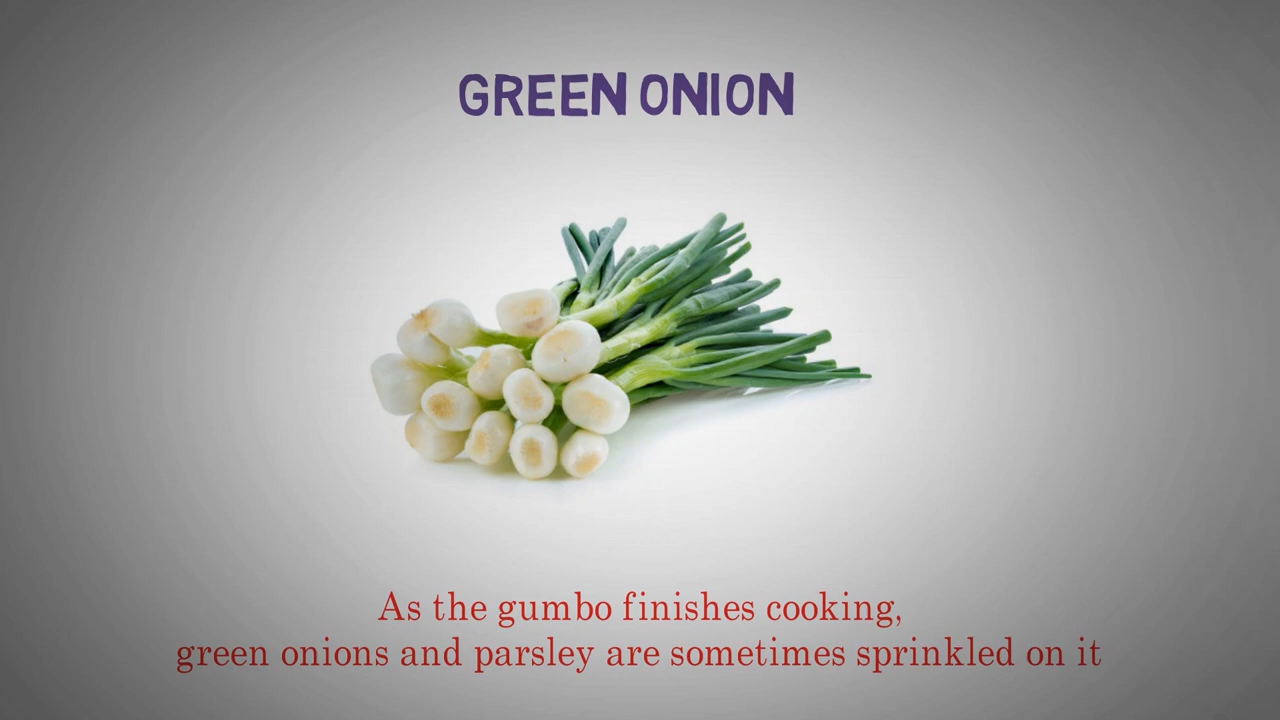 GREEN ONION
As the gumbo finishes cooking,
green onions and parsley are sometimes sprinkled on it